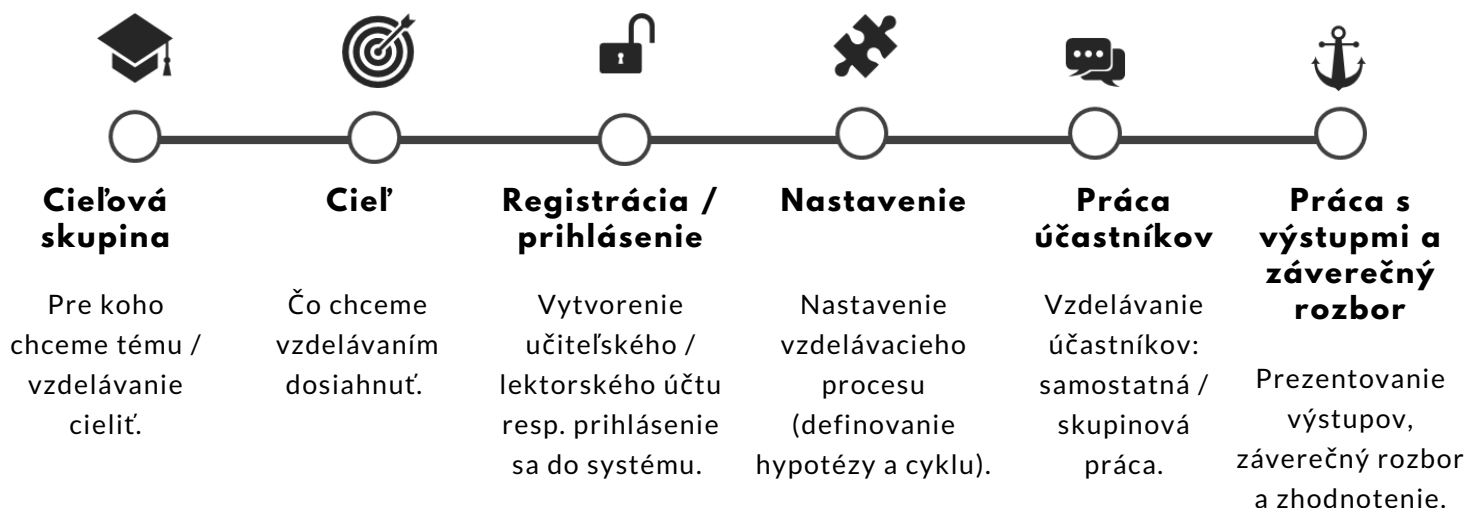 Cieľová
skupina
Pre koho
chceme tému /
vzdelávanie
cieliť.
Cieľ
Čo chceme
vzdelávaním
dosiahnuť.
Registrácia /
prihlásenie
Vytvorenie
učiteľského /
lektorského účtu
resp. prihlásenie
sa do systému.
Nastavenie
Nastavenie
vzdelávacieho
procesu
(definovanie
hypotézy a cyklu).
Práca
účastníkov
Vzdelávanie
účastníkov:
samostatná /
skupinová
práca.
Práca s
výstupmi a
záverečný
rozbor
Prezentovanie
výstupov,
záverečný rozbor
a zhodnotenie.